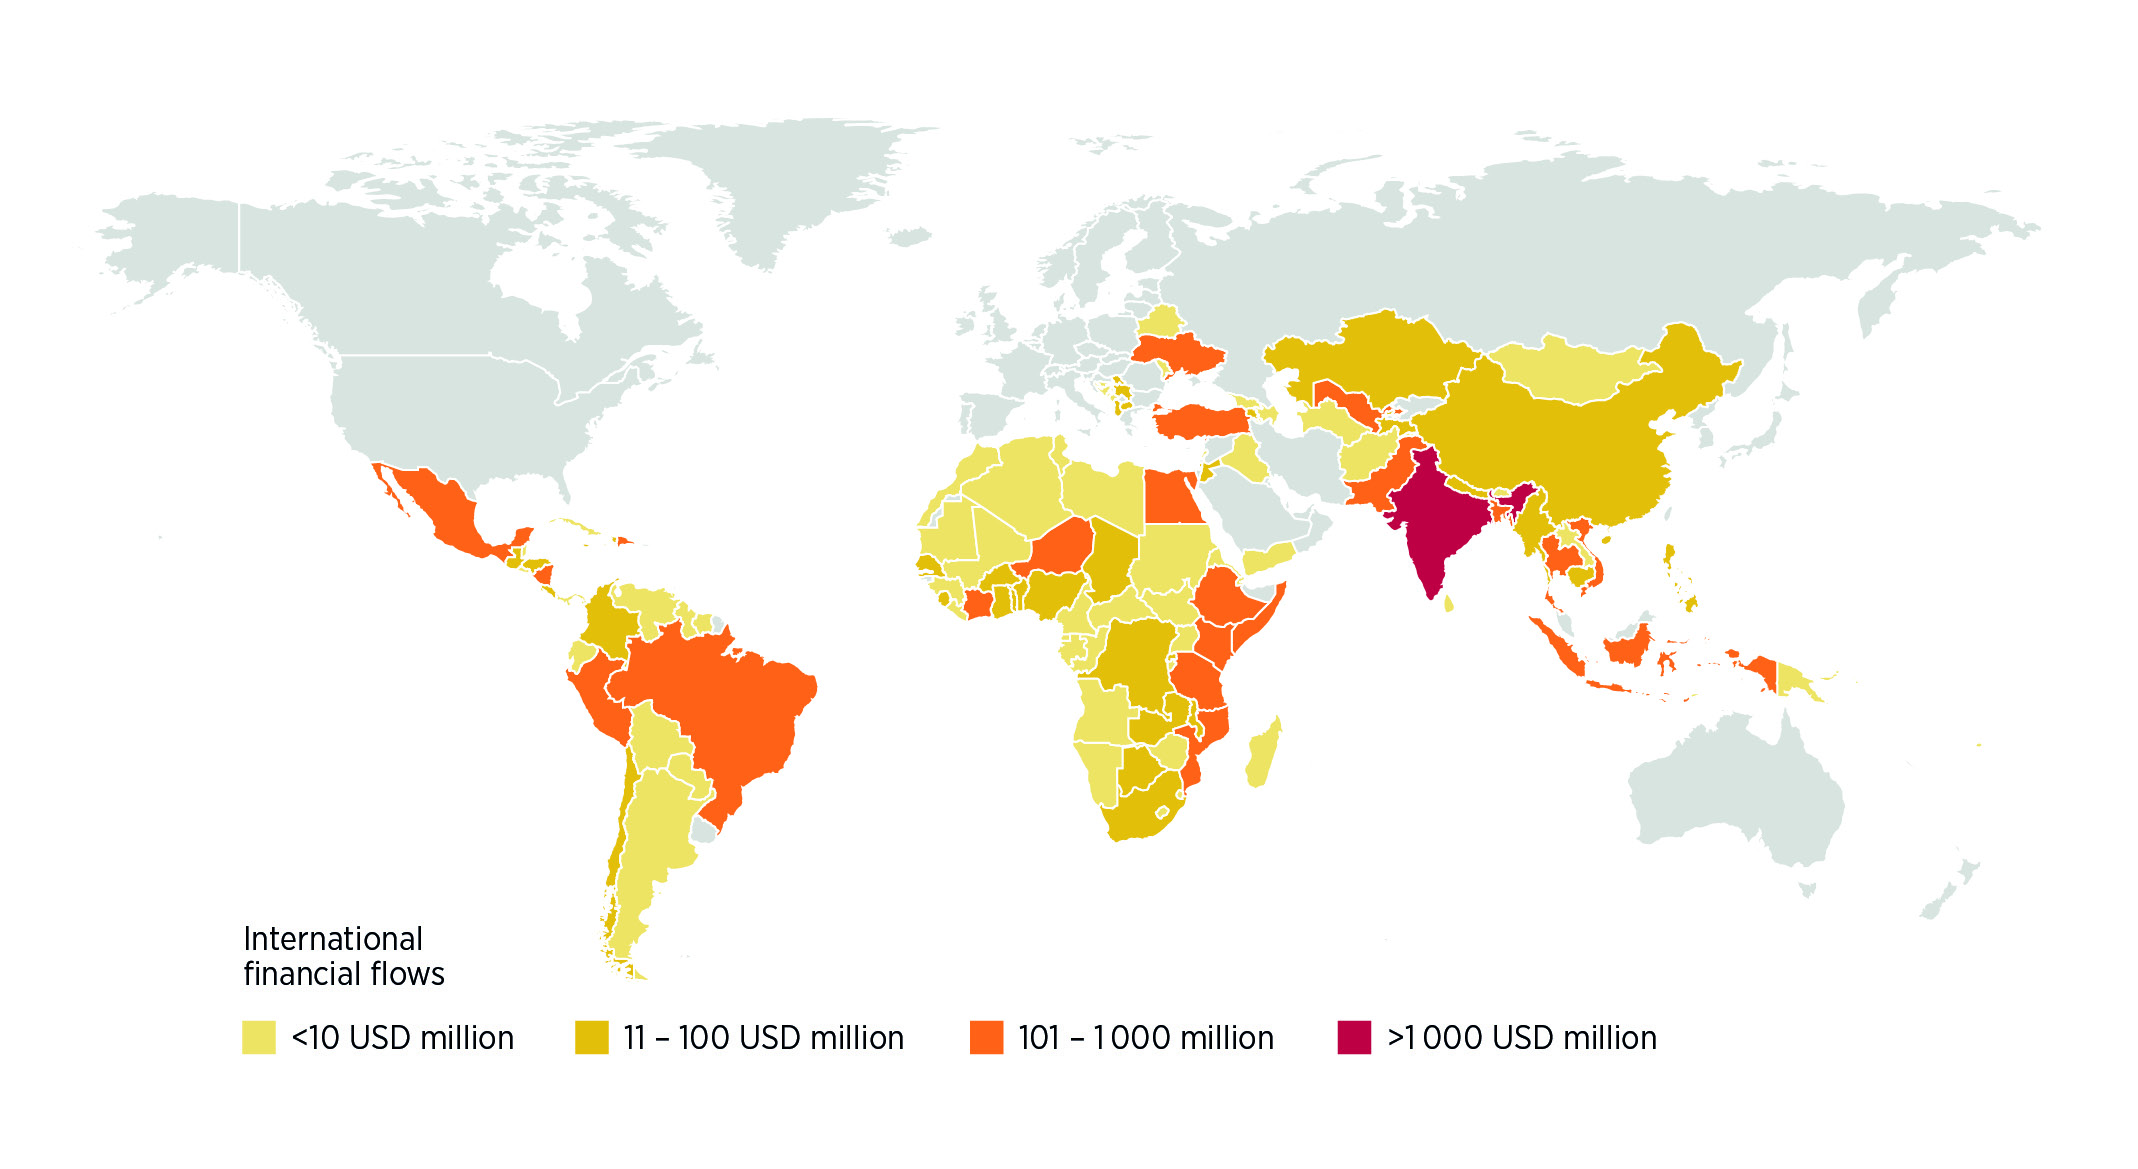 International
financial flows
<10 USD million
11 – 100 USD million
101 – 1 000 million
>1 000 USD million